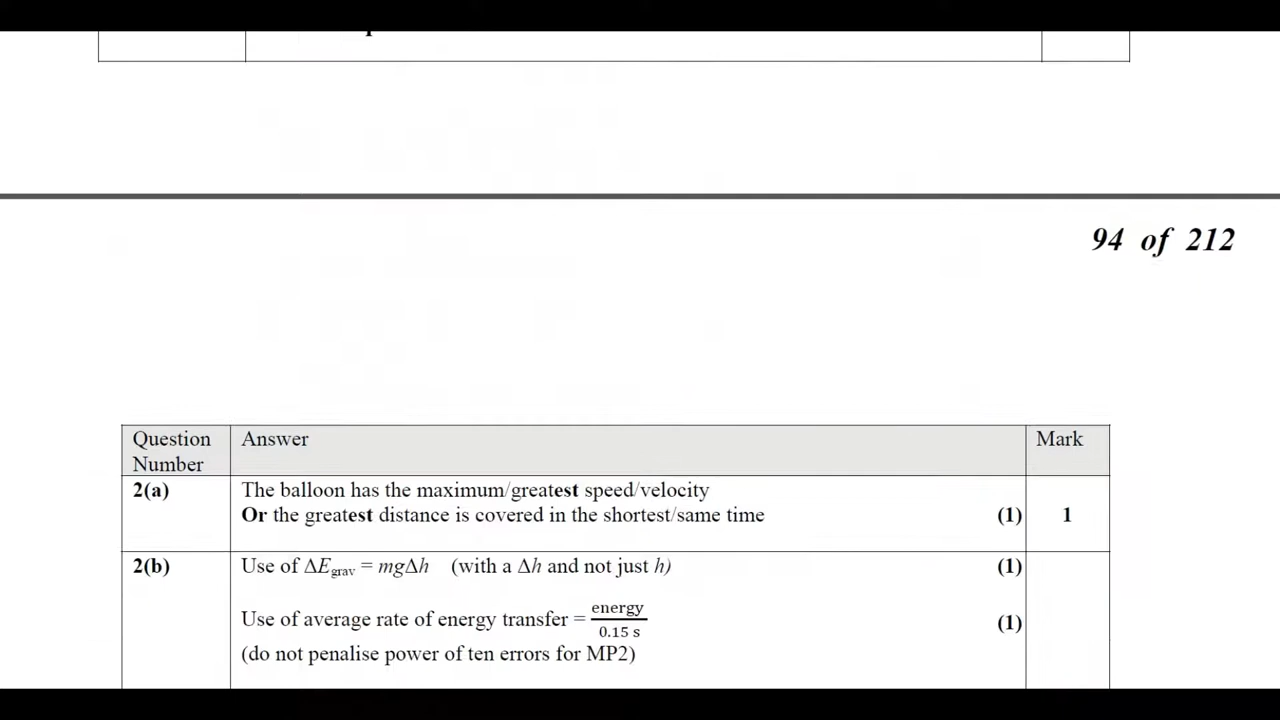 94 of 212
Question Number
Answer
Mark
2(a)
The balloon has the maximum/greatest speed/velocity
Or the greatest distance is covered in the shortest/same time (1) 1
2(b)
Use of ΔE_grav = mgΔh (with a Δh and not just h) (1)
Use of average rate of energy transfer = energy / 0.15 s (1)
(do not penalise power of ten errors for MP2)